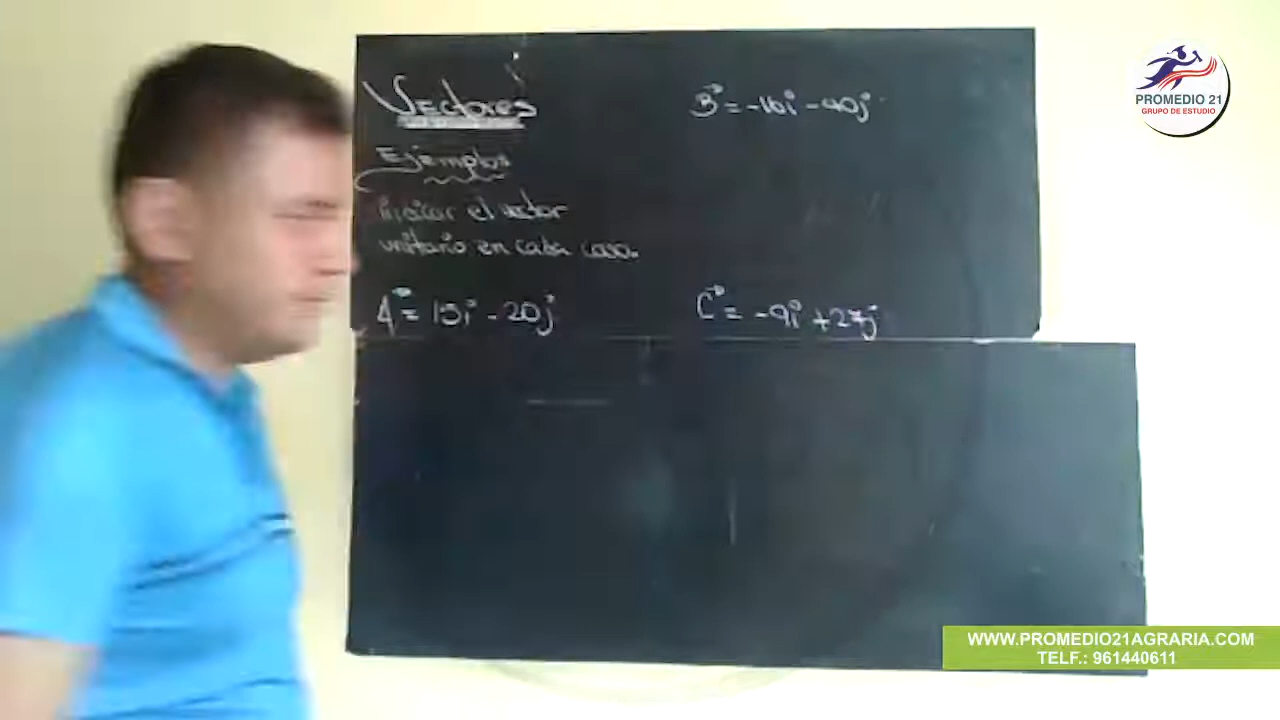 Vectores
Ejemplos
Indicar el vector
unitario en cada caso.
A = 15i - 20j
B = -16i - 40j
C = -9i + 27j
PROMEDIO 21
GRUPO DE ESTUDIO
WWW.PROMEDIO21AGRARIA.COM
TELF.: 961440611